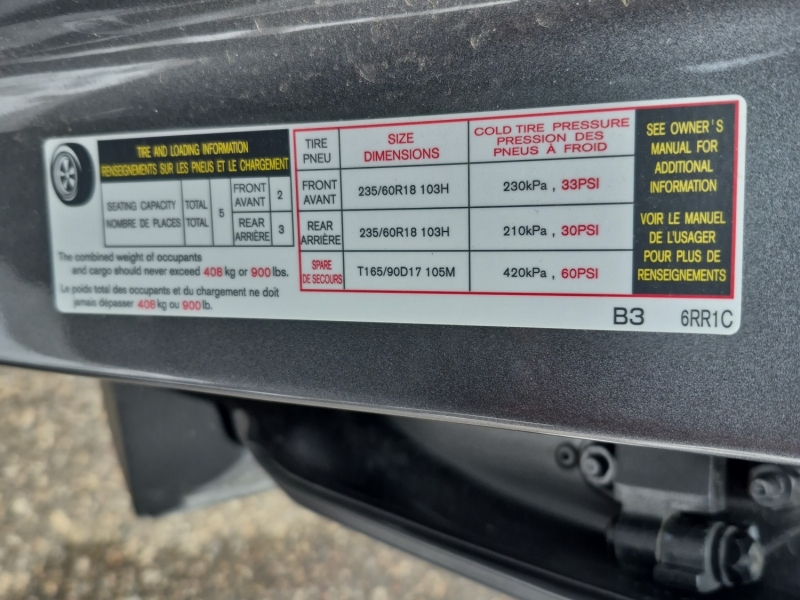 TIRE AND LOADING INFORMATION
RENSEIGNEMENTS SUR LES PNEUS ET LE CHARGEMENT
SEATING CAPACITY TOTAL 5 FRONT AVANT 2
NOMBRE DE PLACES TOTAL REAR ARRIÈRE 3
The combined weight of occupants
and cargo should never exceed 408 kg or 900 lbs.
Le poids total des occupants et du chargement ne doit
jamais dépasser 408 kg ou 900 lb.
TIRE PNEU SIZE DIMENSIONS COLD TIRE PRESSURE PRESSION DES PNEUS À FROID
FRONT AVANT 235/60R18 103H 230kPa , 33PSI
REAR ARRIÈRE 235/60R18 103H 210kPa , 30PSI
SPARE DE SECOURS T165/90D17 105M 420kPa , 60PSI
SEE OWNER'S
MANUAL FOR
ADDITIONAL
INFORMATION
VOIR LE MANUEL
DE L'USAGER
POUR PLUS DE
RENSEIGNEMENTS
B3 6RR1C